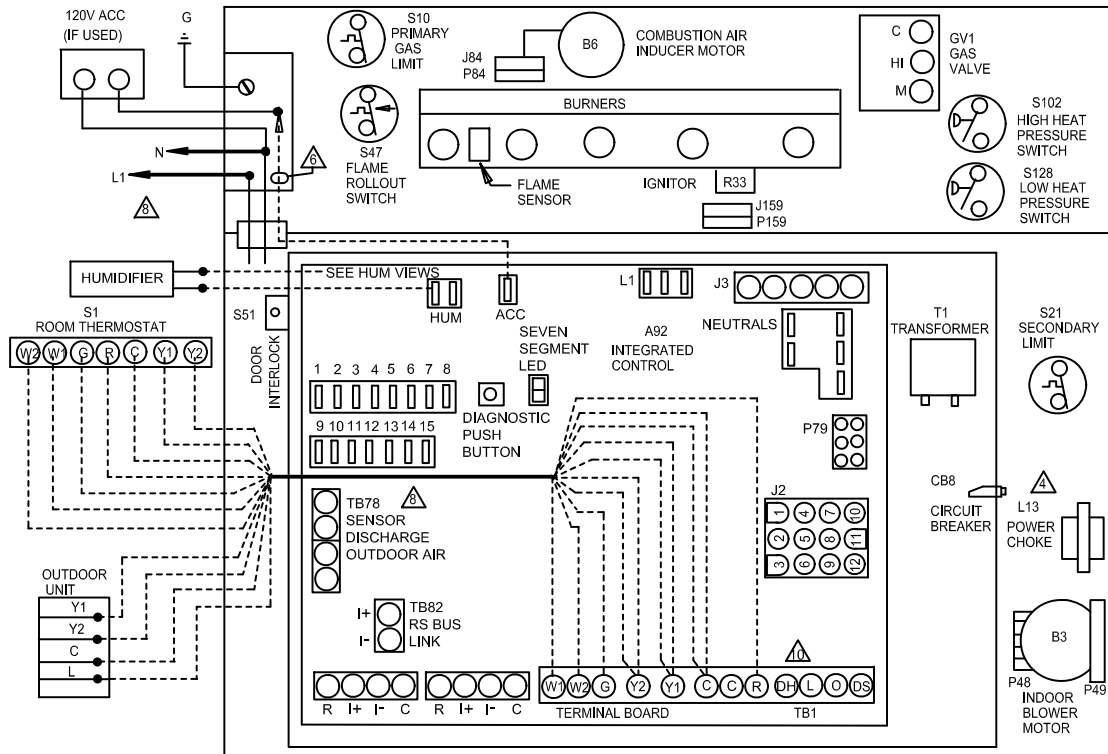 120V ACC
(IF USED)
G
N
L1
8
6
S10
PRIMARY
GAS
LIMIT
S47
FLAME
ROLLOUT
SWITCH
J84
P84
B6
COMBUSTION AIR
INDUCER MOTOR
BURNERS
FLAME
SENSOR
IGNITOR
R33
J159
P159
C
HI
M
GV1
GAS
VALVE
S102
HIGH HEAT
PRESSURE
SWITCH
S128
LOW HEAT
PRESSURE
SWITCH
HUMIDIFIER
SEE HUM VIEWS
HUM
ACC
S51
DOOR
INTERLOCK
S1
ROOM THERMOSTAT
W2 W1 G R C Y1 Y2
L1
J3
NEUTRALS
A92
INTEGRATED
CONTROL
SEVEN
SEGMENT
LED
DIAGNOSTIC
PUSH
BUTTON
1 2 3 4 5 6 7 8
9 10 11 12 13 14 15
T1
TRANSFORMER
S21
SECONDARY
LIMIT
P79
J2
1 4 7 10
2 5 8 11
3 6 9 12
CB8
CIRCUIT
BREAKER
4
L13
POWER
CHOKE
8
TB78
SENSOR
DISCHARGE
OUTDOOR AIR
I+
I-
TB82
RS BUS
LINK
OUTDOOR
UNIT
Y1
Y2
C
L
R I+ I- C
R I+ I- C
10
W1 W2 G Y2 Y1 C C R DH L O DS
TERMINAL BOARD
TB1
B3
P48
P49
INDOOR
BLOWER
MOTOR